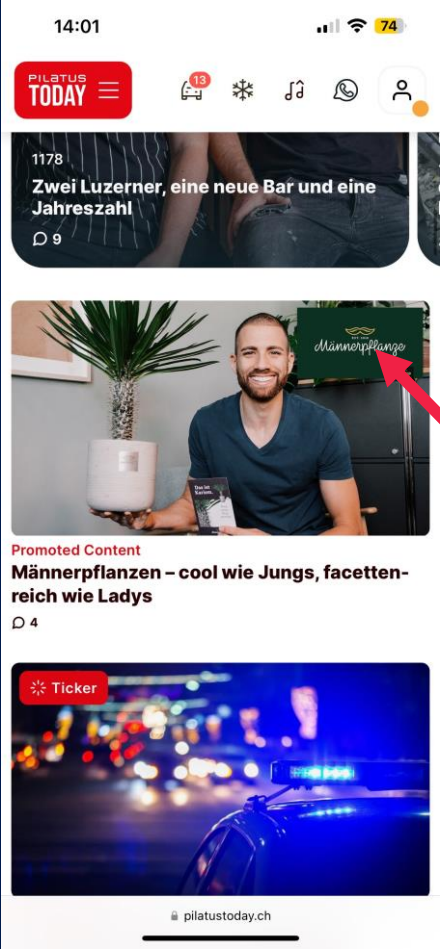 14:01
74
PILATUS
TODAY
13
1178
Zwei Luzerner, eine neue Bar und eine
Jahreszahl
9
Männerpflanze
Das ist
Promoted Content
Männerpflanzen – cool wie Jungs, facetten-
reich wie Ladys
4
Ticker
pilatustoday.ch